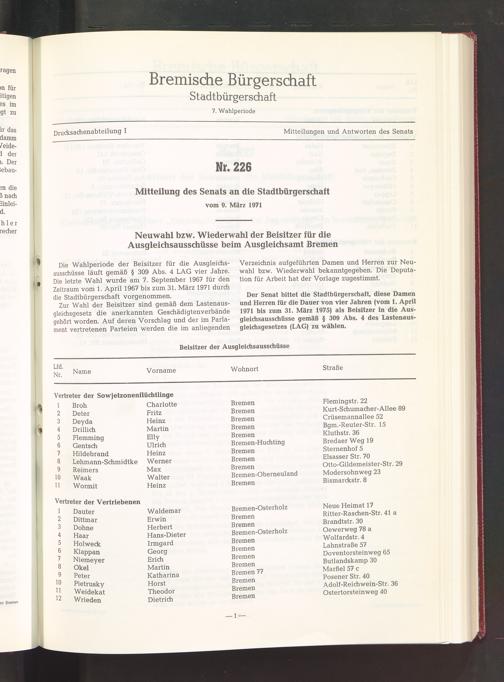 Bremische Bürgerschaft
Stadtbürgerschaft
7. Wahlperiode
Drucksachenabteilung I Mitteilungen und Antworten des Senats
Nr. 226
Mitteilung des Senats an die Stadtbürgerschaft
vom 9. März 1971
Neuwahl bzw. Wiederwahl der Beisitzer für die
Ausgleichsausschüsse beim Ausgleichsamt Bremen
Die Wahlperiode der Beisitzer für die Ausgleichs-
ausschüsse läuft gemäß § 309 Abs. 4 LAG vier Jahre.
Die letzte Wahl wurde am 7. September 1967 für den
Zeitraum vom 1. April 1967 bis zum 31. März 1971 durch
die Stadtbürgerschaft vorgenommen.
Zur Wahl der Beisitzer sind gemäß dem Lastenaus-
gleichsgesetz die anerkannten Geschädigtenverbände
gehört worden. Auf deren Vorschlag und der im Parla-
ment vertretenen Parteien werden die im anliegenden
Verzeichnis aufgeführten Damen und Herren zur Neu-
wahl bzw. Wiederwahl bekanntgegeben. Die Deputa-
tion für Arbeit hat der Vorlage zugestimmt.
Der Senat bittet die Stadtbürgerschaft, diese Damen
und Herren für die Dauer von vier Jahren (vom 1. April
1971 bis zum 31. März 1975) als Beisitzer in die Aus-
gleichsausschüsse gemäß § 309 Abs. 4 des Lastenaus-
gleichsgesetzes (LAG) zu wählen.
Beisitzer der Ausgleichsausschüsse
Lfd.
Nr. Name Vorname Wohnort Straße
Vertreter der Sowjetzonenflüchtlinge
1 Broh Charlotte Bremen Flemingstr. 22
2 Deter Fritz Bremen Kurt-Schumacher-Allee 89
3 Deyda Heinz Bremen Crüsemannallee 52
4 Drillich Martin Bremen Bgm.-Reuter-Str. 15
5 Flemming Elly Bremen Kluthstr. 36
6 Gentsch Ulrich Bremen-Huchting Bredaer Weg 19
7 Hildebrand Heinz Bremen Sternenhof 5
8 Lehmann-Schmidtke Werner Bremen Elsasser Str. 70
9 Reimers Max Bremen Otto-Gildemeister-Str. 29
10 Waak Walter Bremen-Oberneuland Modersohnweg 23
11 Wormit Heinz Bremen Bismarckstr. 8
Vertreter der Vertriebenen
1 Dauter Waldemar Bremen-Osterholz Neue Heimat 17
2 Dittmar Erwin Bremen Ritter-Raschen-Str. 41 a
3 Dohne Herbert Bremen Brandtstr. 30
4 Haar Hans-Dieter Bremen-Osterholz Oewerweg 78 a
5 Holweck Irmgard Bremen Wolfardstr. 4
6 Klappan Georg Bremen Lahnstraße 57
7 Niemeyer Erich Bremen Doventorsteinweg 65
8 Okel Martin Bremen Butlandskamp 30
9 Peter Katharina Bremen 77 Marfiel 57 c
10 Pietrusky Horst Bremen Posener Str. 40
11 Weidekat Theodor Bremen Adolf-Reichwein-Str. 36
12 Wrieden Dietrich Bremen Ostertorsteinweg 40
— 1 —